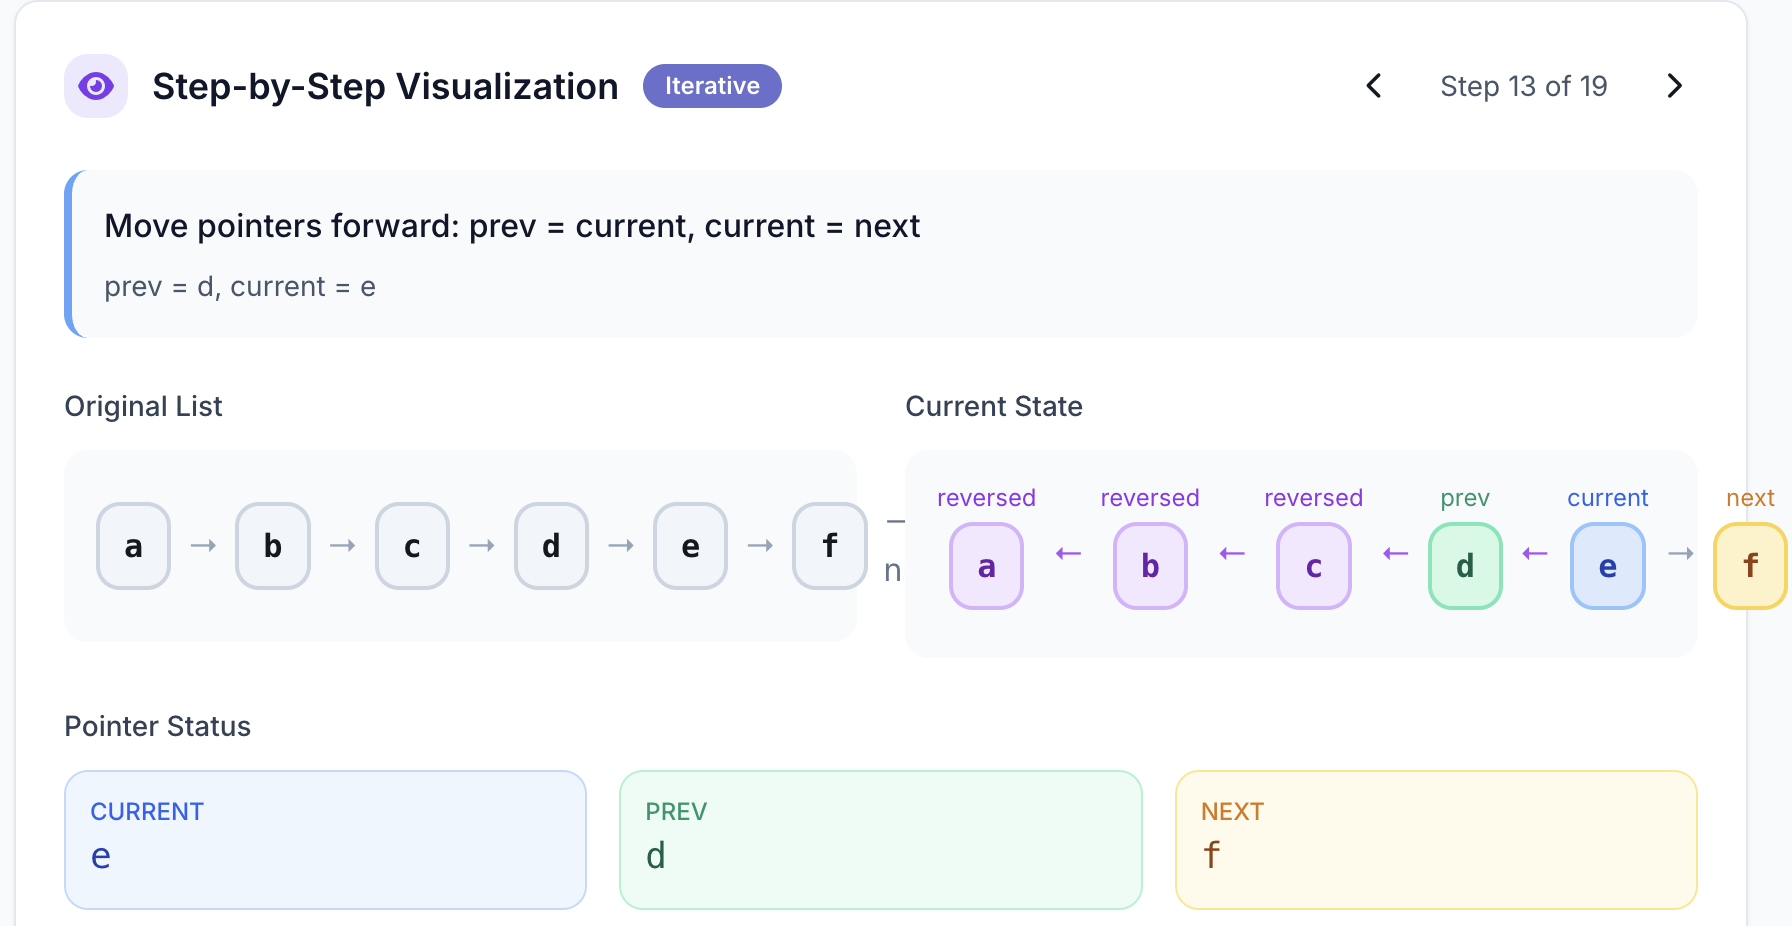 Step-by-Step Visualization Iterative Step 13 of 19
Move pointers forward: prev = current, current = next
prev = d, current = e
Original List
a → b → c → d → e → f
n
Current State
reversed reversed reversed prev current next
a ← b ← c ← d ← e → f
Pointer Status
CURRENT
e
PREV
d
NEXT
f